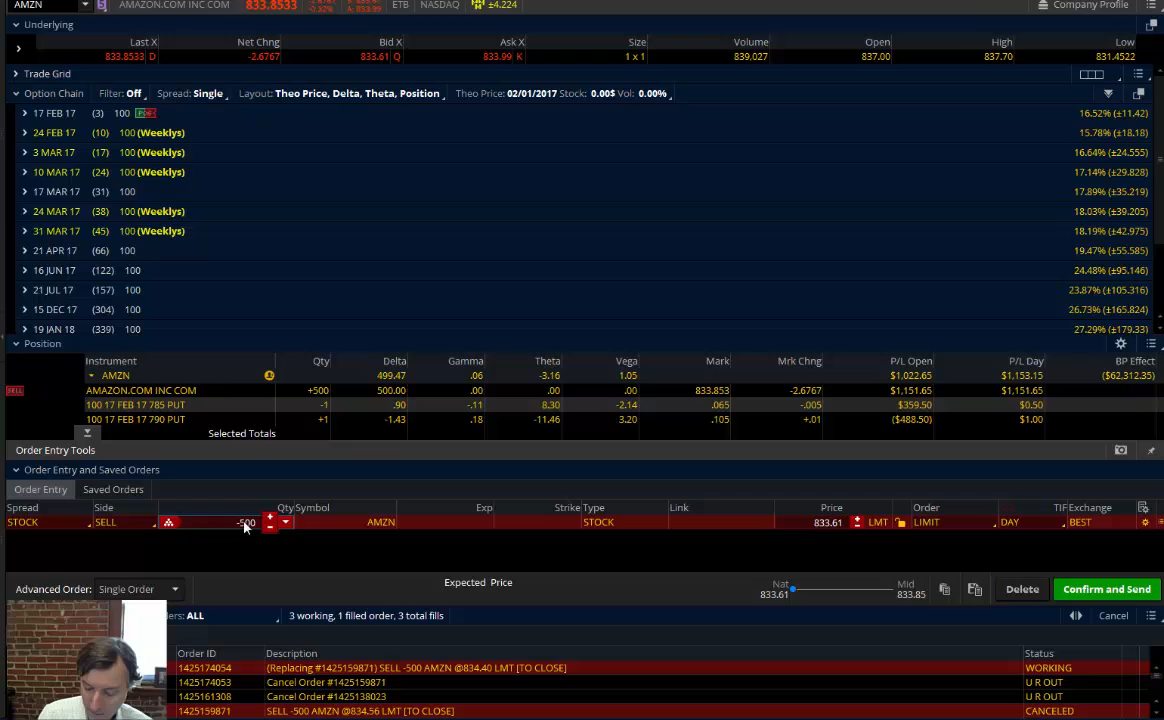 AMZN AMAZON.COM INC COM 833.8533 -2.6767 -0.32% B: 833.61 A: 833.99 ETB NASDAQ ±4.224 Company Profile
Underlying
Last X Net Chng Bid X Ask X Size Volume Open High Low
833.8533 D -2.6767 833.61 Q 833.99 K 1 x 1 839,027 837.00 837.70 831.4522
Trade Grid
Option Chain Filter: Off Spread: Single Layout: Theo Price, Delta, Theta, Position Theo Price: 02/01/2017 Stock: 0.00$ Vol: 0.00%
17 FEB 17 (3) 100 16.52% (±11.42)
24 FEB 17 (10) 100 (Weeklys) 15.78% (±18.18)
3 MAR 17 (17) 100 (Weeklys) 16.64% (±24.555)
10 MAR 17 (24) 100 (Weeklys) 17.14% (±29.828)
17 MAR 17 (31) 100 17.89% (±35.219)
24 MAR 17 (38) 100 (Weeklys) 18.03% (±39.205)
31 MAR 17 (45) 100 (Weeklys) 18.19% (±42.975)
21 APR 17 (66) 100 19.47% (±55.585)
16 JUN 17 (122) 100 24.48% (±95.146)
21 JUL 17 (157) 100 23.87% (±105.316)
15 DEC 17 (304) 100 26.73% (±165.824)
19 JAN 18 (339) 100 27.29% (±179.33)
Position
Instrument Qty Delta Gamma Theta Vega Mark Mrk Chng P/L Open P/L Day BP Effect
AMZN 499.47 .06 -3.16 1.05 $1,022.65 $1,153.15 ($62,312.35)
SELL AMAZON.COM INC COM +500 500.00 .00 .00 .00 833.853 -2.6767 $1,151.65 $1,151.65
100 17 FEB 17 785 PUT -1 .90 -.11 8.30 -2.14 .065 -.005 $359.50 $0.50
100 17 FEB 17 790 PUT +1 -1.43 .18 -11.46 3.20 .105 +.01 ($488.50) $1.00
Selected Totals
Order Entry Tools
Order Entry and Saved Orders
Order Entry Saved Orders
Spread Side Qty Symbol Exp Strike Type Link Price Order TIF Exchange
STOCK SELL -500 AMZN STOCK 833.61 LMT LIMIT DAY BEST
Advanced Order: Single Order Expected Price Nat 833.61 Mid 833.85 Delete Confirm and Send
ALL 3 working, 1 filled order, 3 total fills Cancel
Order ID Description Status
1425174054 (Replacing #1425159871) SELL -500 AMZN @834.40 LMT [TO CLOSE] WORKING
1425174053 Cancel Order #1425159871 U R OUT
1425161308 Cancel Order #1425138023 U R OUT
1425159871 SELL -500 AMZN @834.56 LMT [TO CLOSE] CANCELED